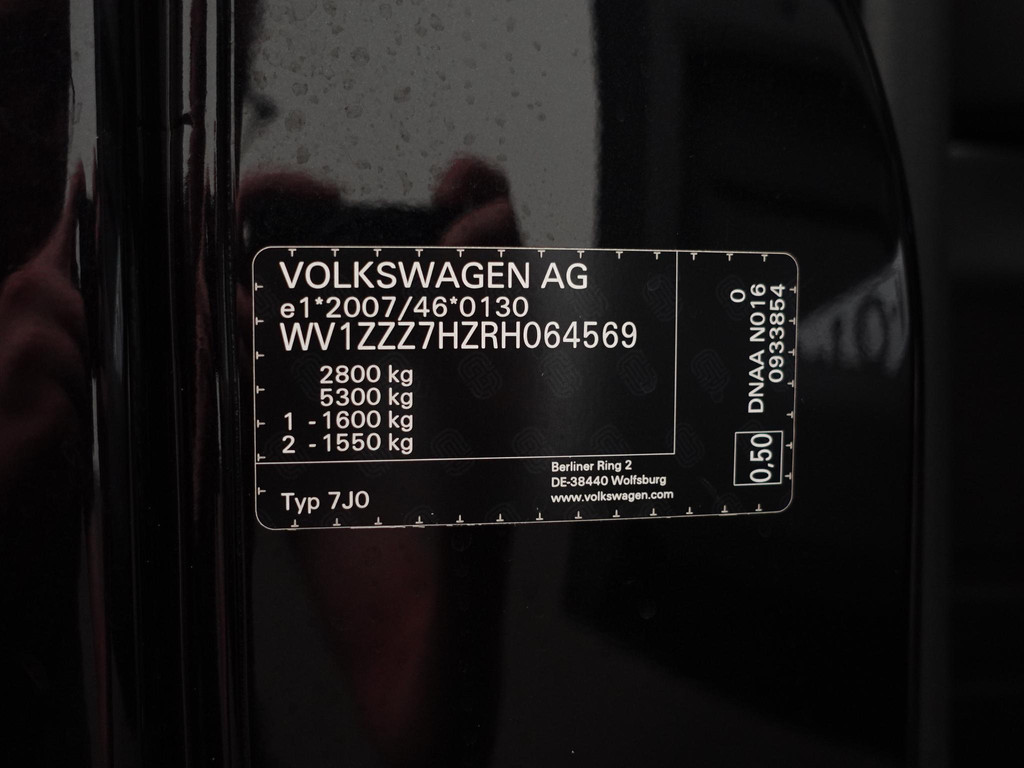 VOLKSWAGEN AG
e1*2007/46*0130
WV1ZZZ7HZRH064569
2800 kg
5300 kg
1 - 1600 kg
2 - 1550 kg
Typ 7J0
Berliner Ring 2
DE-38440 Wolfsburg
www.volkswagen.com
0,50
DNAA N016
0933854
0